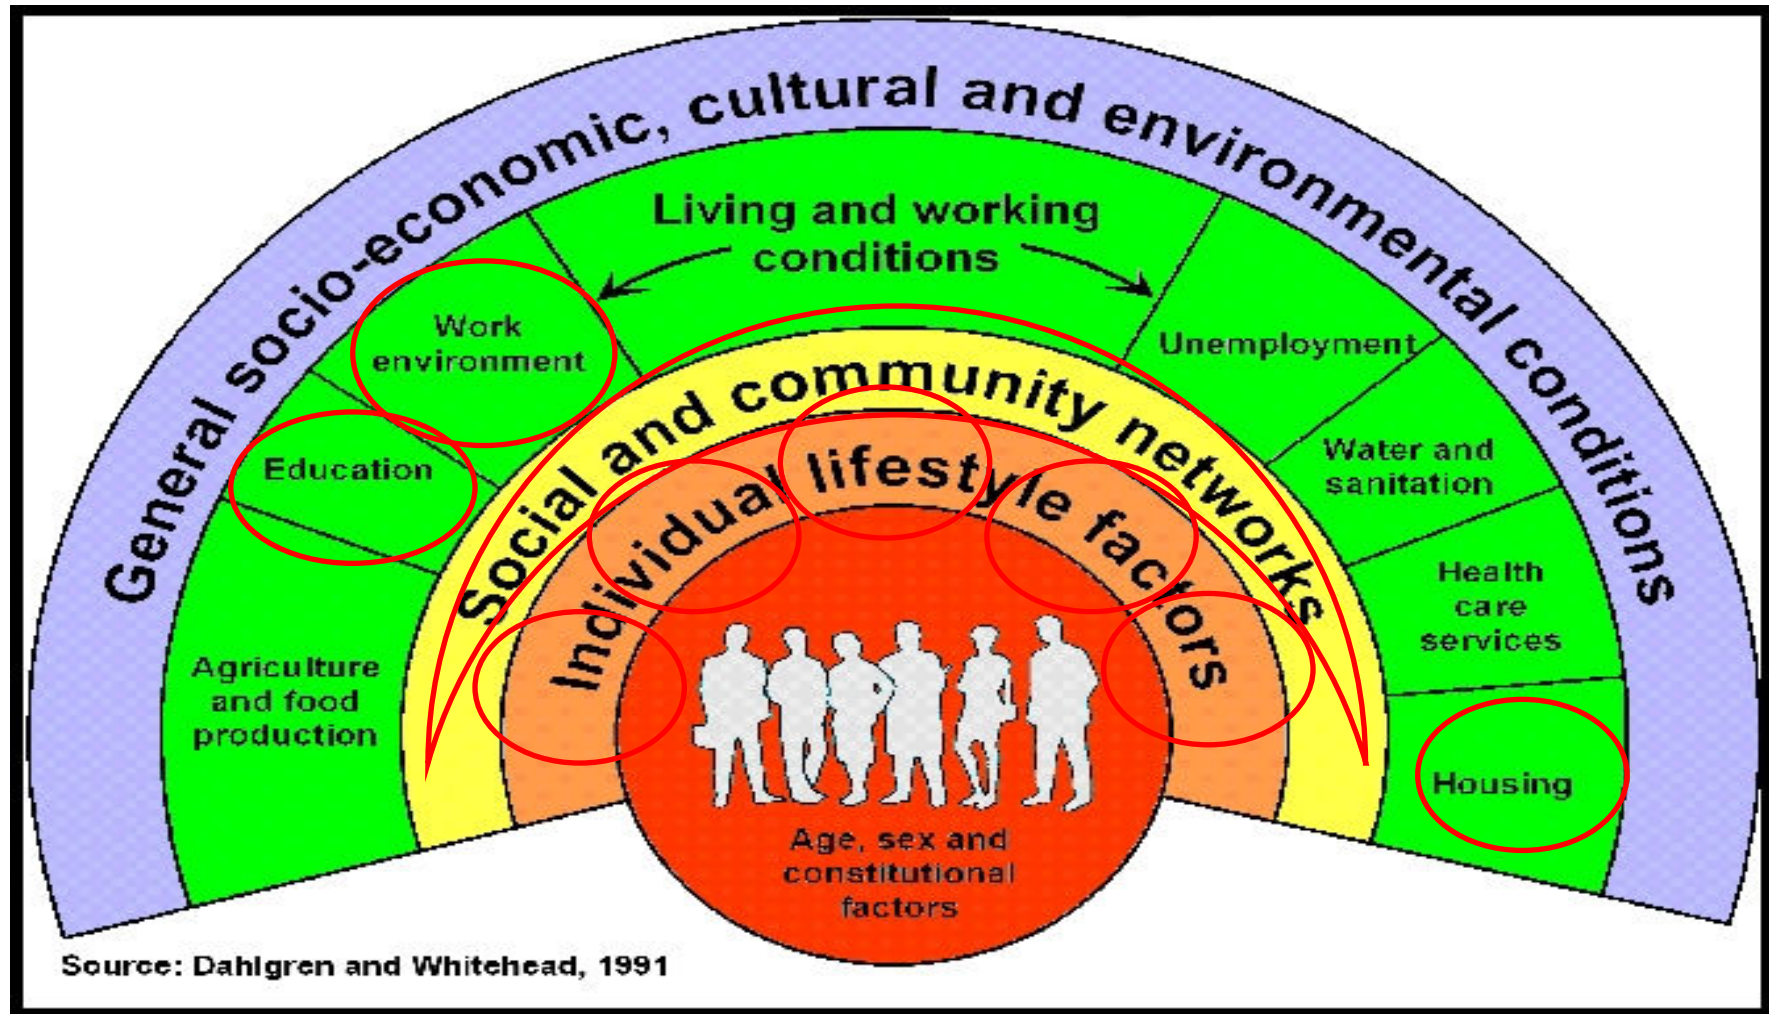 General socio-economic, cultural and environmental conditions
Living and working
conditions
Work
environment
Education
Agriculture
and food
production
Unemployment
Water and
sanitation
Health
care
services
Housing
Social and community networks
Individual lifestyle factors
Age, sex and
constitutional
factors
Source: Dahlgren and Whitehead, 1991